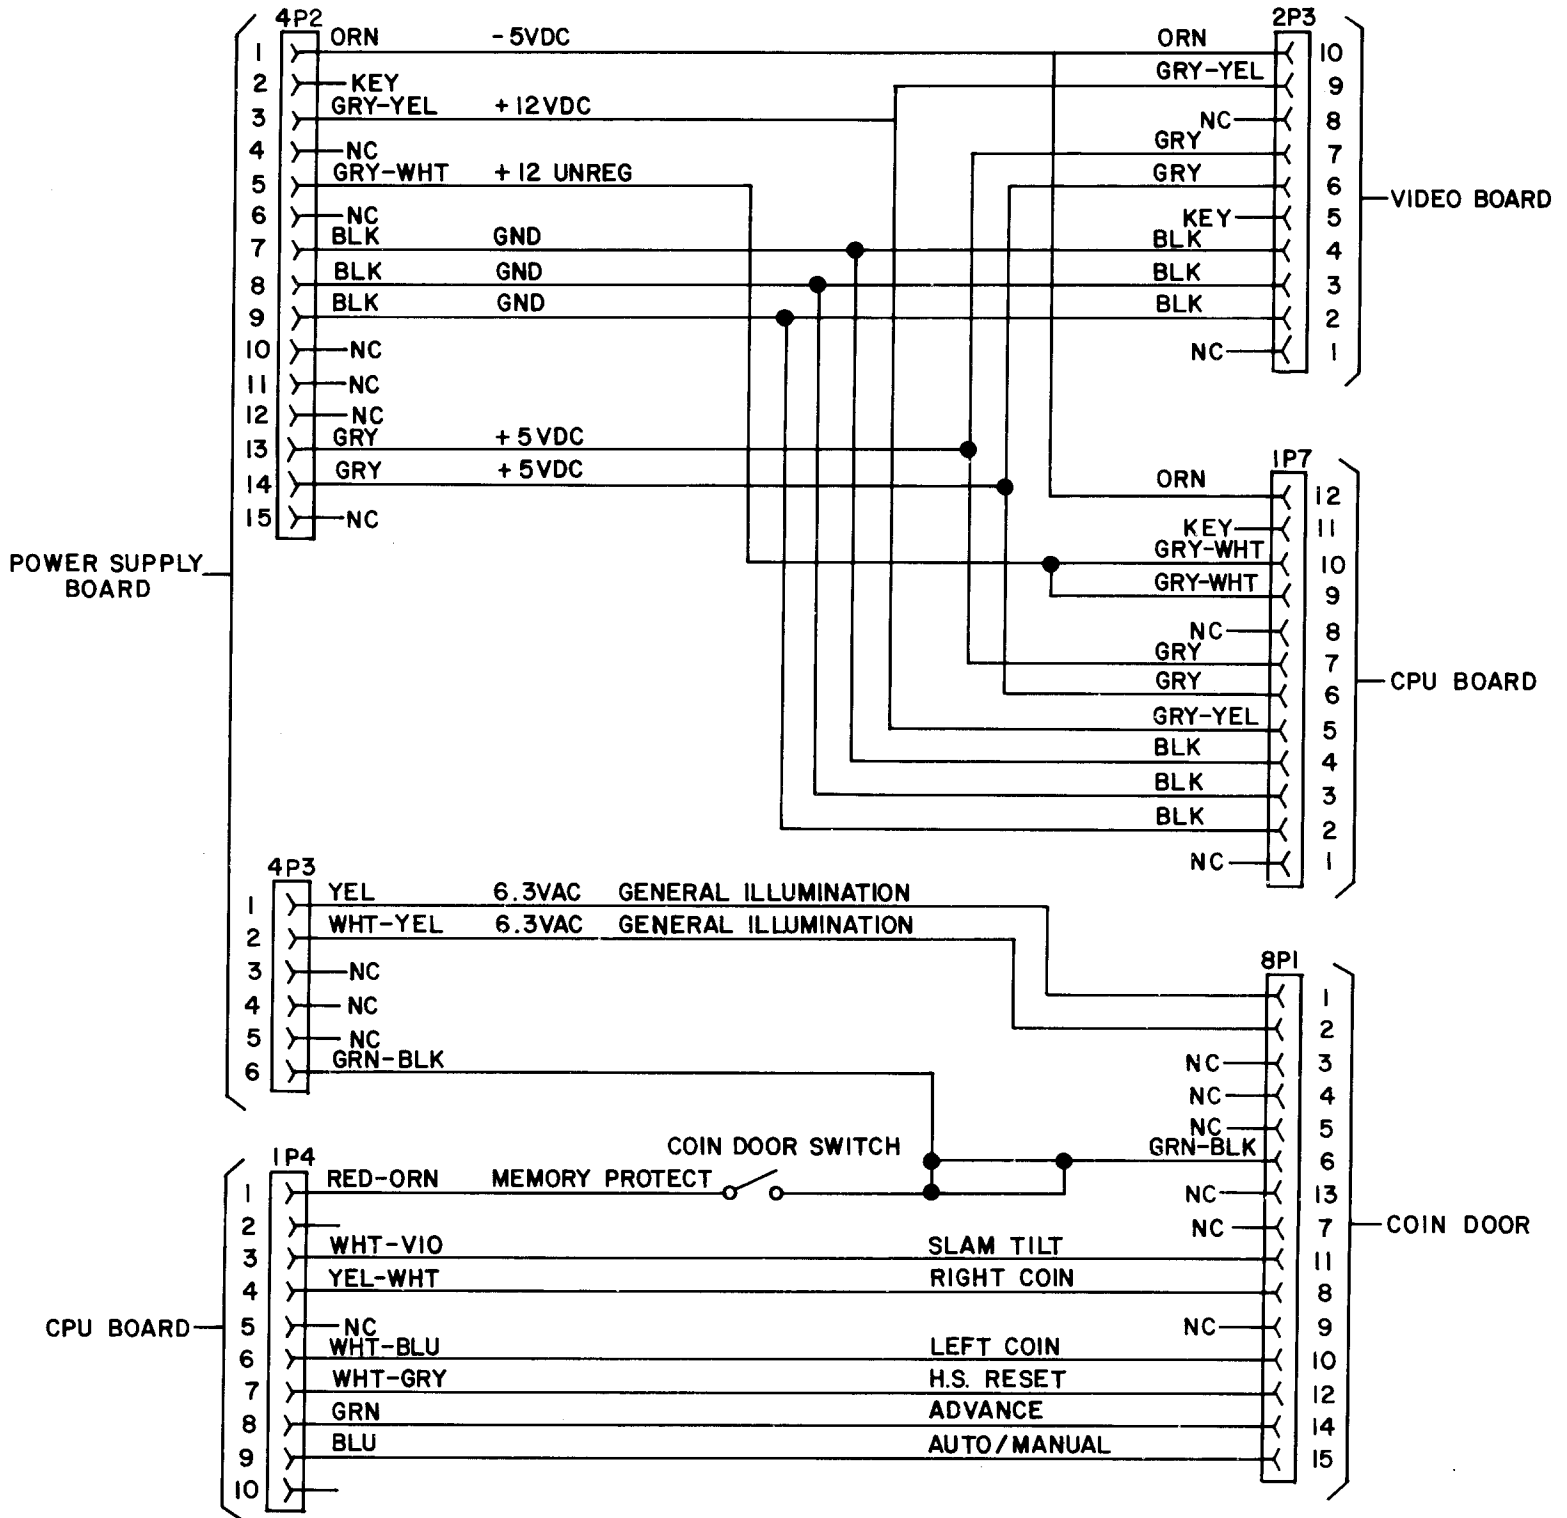 4P2 2P3
1 ORN -5VDC ORN 10
2 KEY GRY-YEL 9
3 GRY-YEL +12VDC NC 8
4 NC GRY 7
5 GRY-WHT +12 UNREG GRY 6
6 NC KEY 5
7 BLK GND BLK 4
8 BLK GND BLK 3
9 BLK GND BLK 2
10 NC NC 1
VIDEO BOARD
11 NC
12 NC
13 GRY +5VDC
14 GRY +5VDC
15 NC
POWER SUPPLY
BOARD
1P7
ORN 12
KEY 11
GRY-WHT 10
GRY-WHT 9
NC 8
GRY 7
GRY 6
GRY-YEL 5
BLK 4
BLK 3
BLK 2
NC 1
CPU BOARD
4P3
1 YEL 6.3VAC GENERAL ILLUMINATION
2 WHT-YEL 6.3VAC GENERAL ILLUMINATION
3 NC
4 NC
5 NC
6 GRN-BLK
8P1
1
2
NC 3
NC 4
NC 5
GRN-BLK 6
NC 13
NC 7
11
8
NC 9
10
12
14
15
COIN DOOR
1P4
COIN DOOR SWITCH
1 RED-ORN MEMORY PROTECT
2
3 WHT-VIO SLAM TILT
4 YEL-WHT RIGHT COIN
5 NC
6 WHT-BLU LEFT COIN
7 WHT-GRY H.S. RESET
8 GRN ADVANCE
9 BLU AUTO/MANUAL
10
CPU BOARD